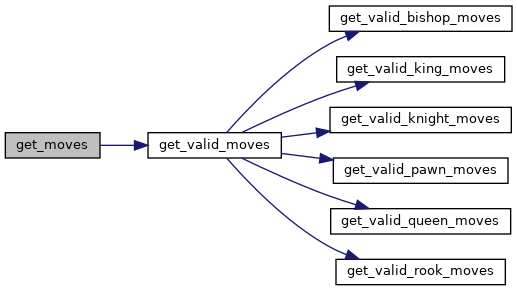 get_valid_bishop_moves
get_valid_king_moves
get_valid_knight_moves
get_moves
get_valid_moves
get_valid_pawn_moves
get_valid_queen_moves
get_valid_rook_moves